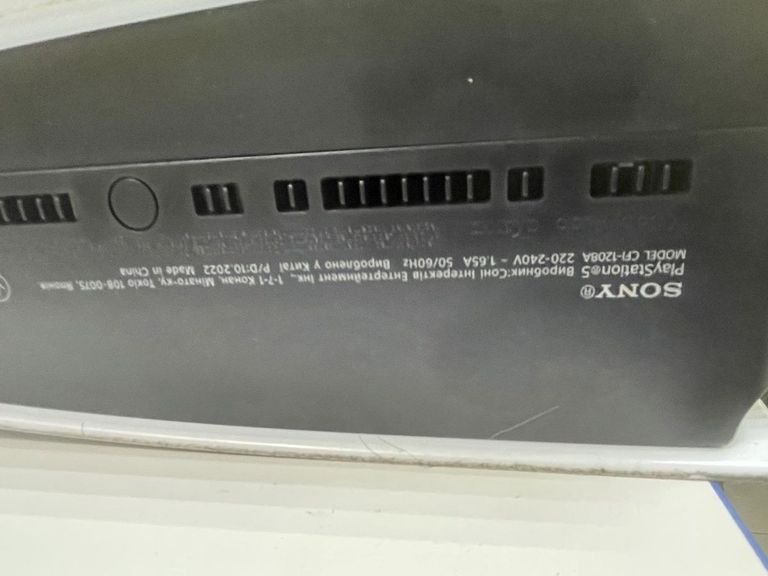 SONY®
PlayStation®5 Виробник:Соні Інтерактів Ентертейнмент Інк., 1-7-1 Конан, Мінато-ку, Токіо 108-0075, Японія.
MODEL CFI-1208A 220-240V ~ 1.65A 50/60Hz Вироблено у Китаї P/D:10.2022 Made in China